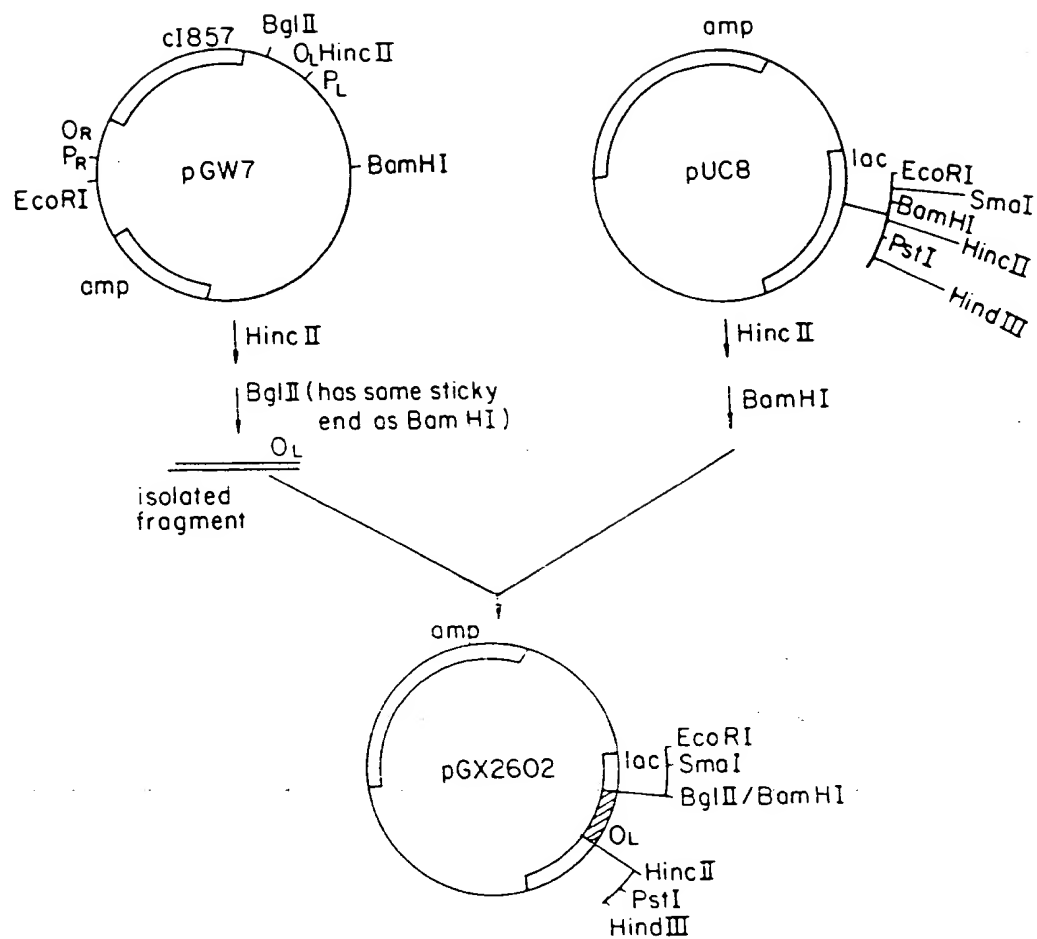 cI857
BglII
OL HincII
PL
OR
PR
EcoRI
pGW7
BamHI
amp
amp
pUC8
lac
EcoRI
SmaI
BamHI
HincII
PstI
HindIII
HincII
HincII
BglII (has same sticky
end as BamHI)
BamHI
OL
isolated
fragment
amp
pGX2602
lac
EcoRI
SmaI
BglII/BamHI
OL
HincII
PstI
HindIII